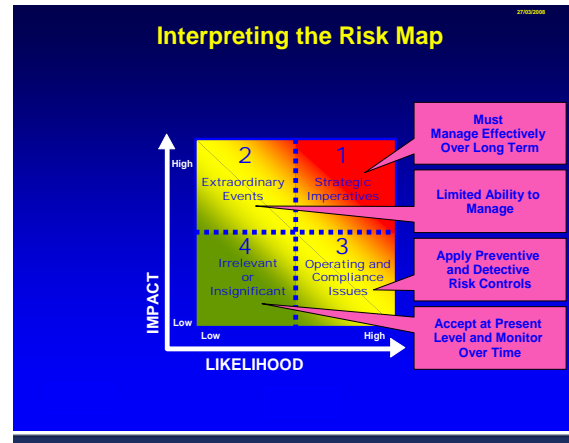 27/03/2008
Interpreting the Risk Map
Must
Manage Effectively
Over Long Term
Limited Ability to
Manage
Apply Preventive
and Detective
Risk Controls
Accept at Present
Level and Monitor
Over Time
IMPACT
High
Low
2
Extraordinary
Events
1
Strategic
Imperatives
4
Irrelevant
or
Insignificant
3
Operating and
Compliance
Issues
Low
High
LIKELIHOOD